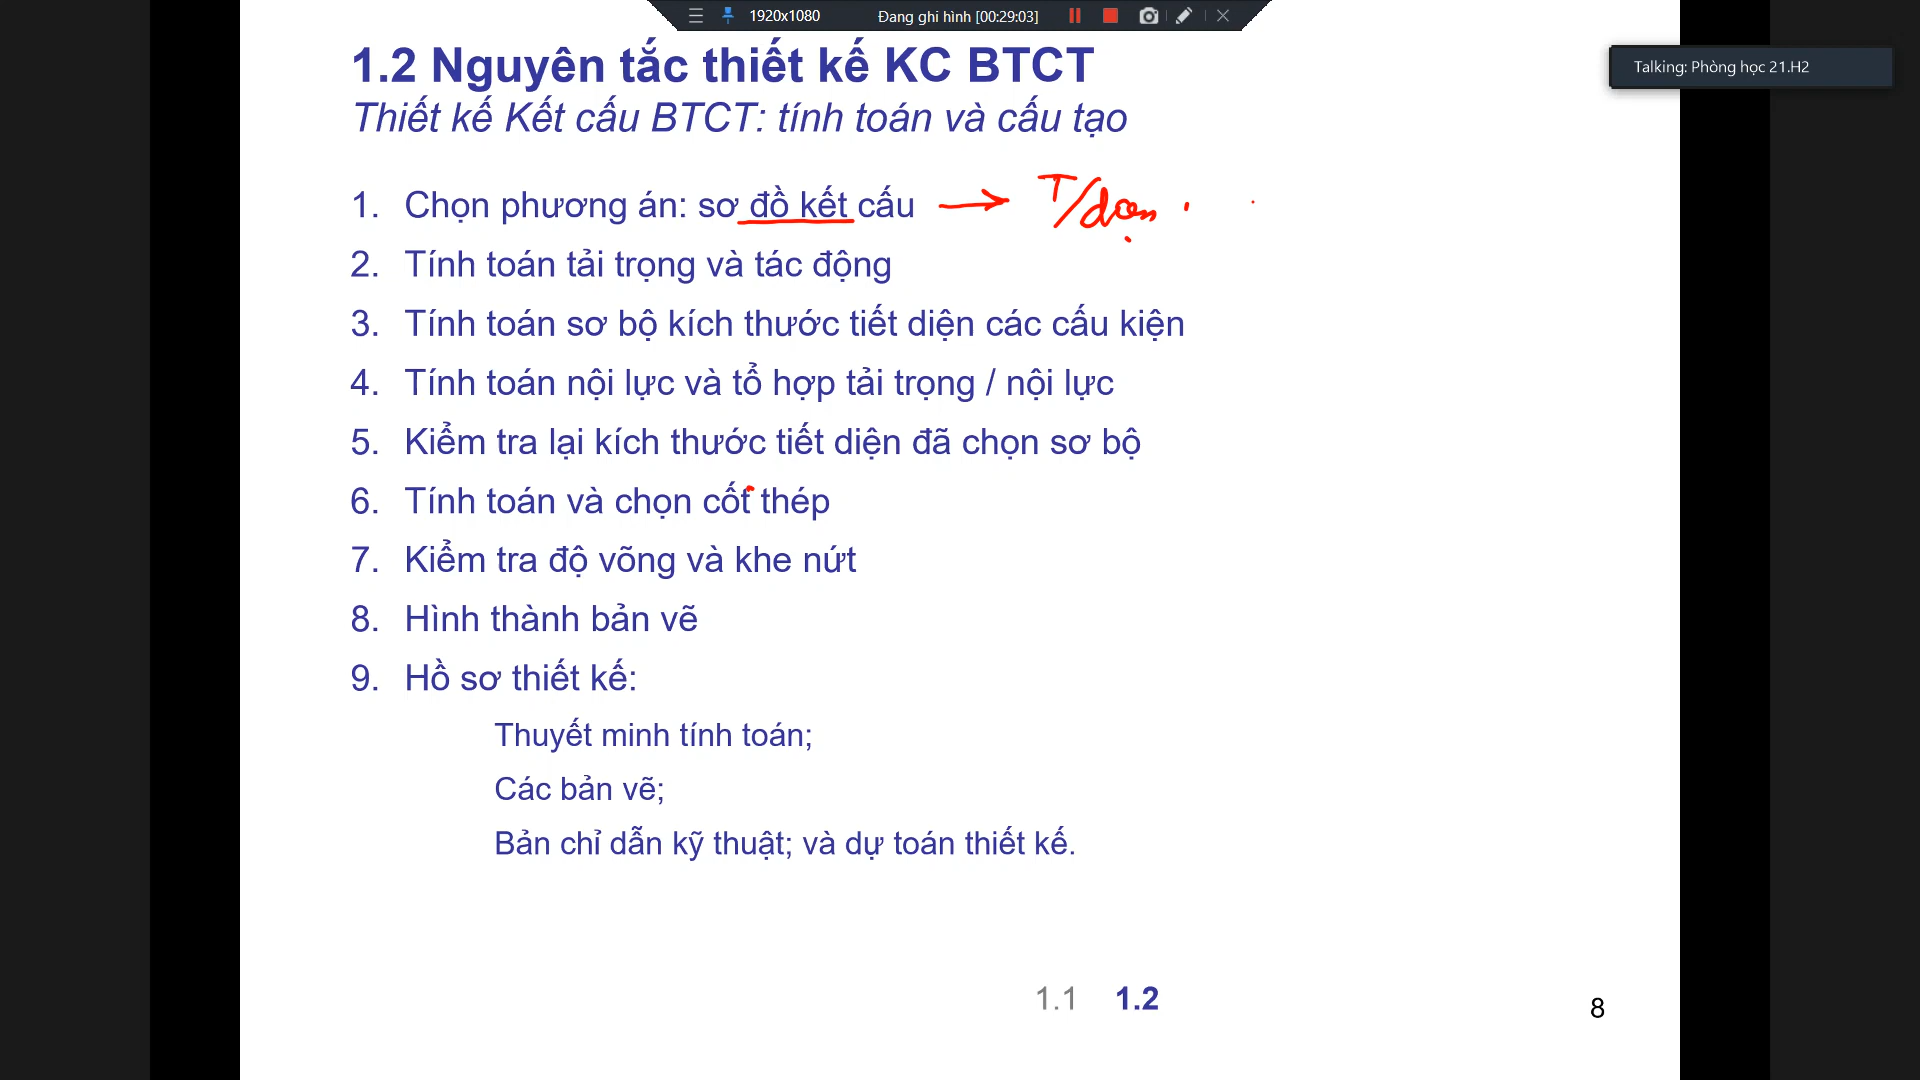 1920x1080 Đang ghi hình [00:29:03]
Talking: Phòng học 21.H2
1.2 Nguyên tắc thiết kế KC BTCT
Thiết kế Kết cấu BTCT: tính toán và cấu tạo
1. Chọn phương án: sơ đồ kết cấu
2. Tính toán tải trọng và tác động
3. Tính toán sơ bộ kích thước tiết diện các cấu kiện
4. Tính toán nội lực và tổ hợp tải trọng / nội lực
5. Kiểm tra lại kích thước tiết diện đã chọn sơ bộ
6. Tính toán và chọn cốt thép
7. Kiểm tra độ võng và khe nứt
8. Hình thành bản vẽ
9. Hồ sơ thiết kế:
Thuyết minh tính toán;
Các bản vẽ;
Bản chỉ dẫn kỹ thuật; và dự toán thiết kế.
1.1 1.2
8